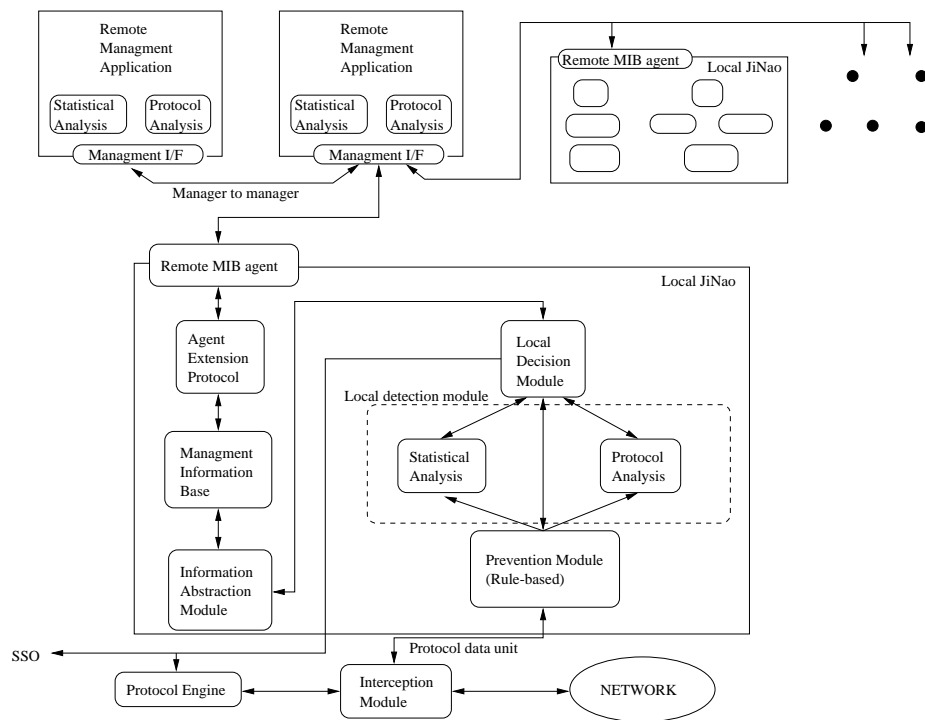 Remote
Managment
Application
Statistical
Analysis
Protocol
Analysis
Managment I/F
Remote
Managment
Application
Statistical
Analysis
Protocol
Analysis
Managment I/F
Remote MIB agent
Local JiNao
Manager to manager
Remote MIB agent
Local JiNao
Agent
Extension
Protocol
Local
Decision
Module
Local detection module
Managment
Information
Base
Statistical
Analysis
Protocol
Analysis
Information
Abstraction
Module
Prevention Module
(Rule-based)
Protocol data unit
SSO
Protocol Engine
Interception
Module
NETWORK